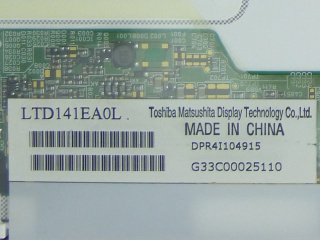 LTD141EA0L.
Toshiba Matsushita Display Technology Co.,Ltd.
MADE IN CHINA
DPR4I104915
G33C00025110